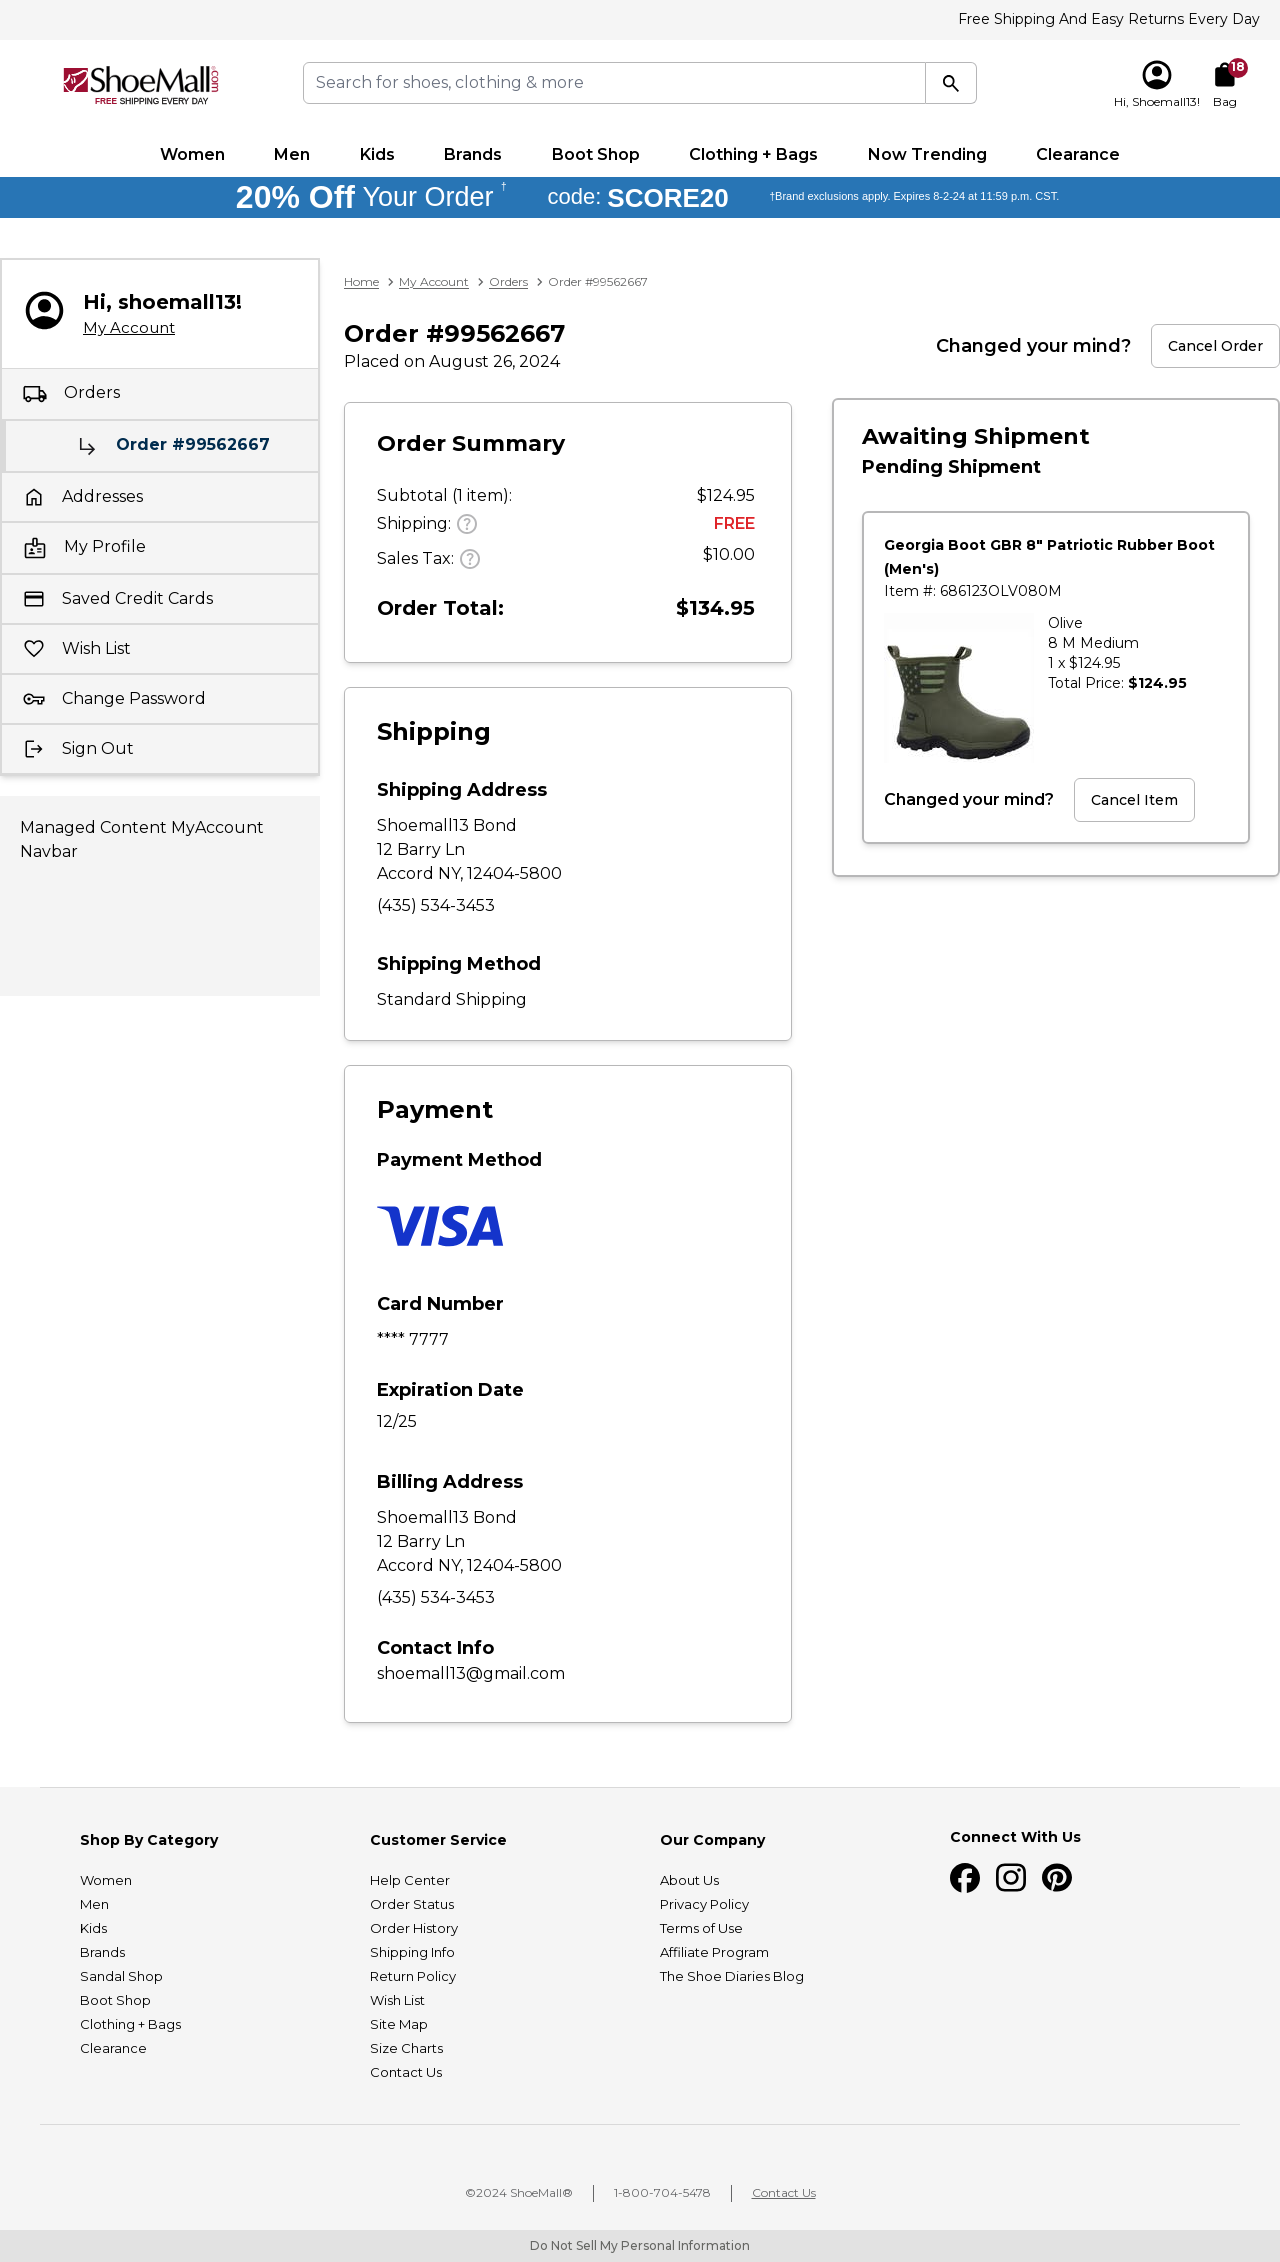 Free Shipping And Easy Returns Every Day
ShoeMall.com
FREE SHIPPING EVERY DAY
Search for shoes, clothing & more
Hi, Shoemall13!
18
Bag
Women Men Kids Brands Boot Shop Clothing + Bags Now Trending Clearance
20% Off Your Order † code: SCORE20 †Brand exclusions apply. Expires 8-2-24 at 11:59 p.m. CST.
Hi, shoemall13!
My Account
Orders
Order #99562667
Addresses
My Profile
Saved Credit Cards
Wish List
Change Password
Sign Out
Managed Content MyAccount
Navbar
Home > My Account > Orders > Order #99562667
Order #99562667
Placed on August 26, 2024
Changed your mind? Cancel Order
Order Summary
Subtotal (1 item): $124.95
Shipping: ? FREE
Sales Tax: ? $10.00
Order Total: $134.95
Shipping
Shipping Address
Shoemall13 Bond
12 Barry Ln
Accord NY, 12404-5800
(435) 534-3453
Shipping Method
Standard Shipping
Payment
Payment Method
VISA
Card Number
**** 7777
Expiration Date
12/25
Billing Address
Shoemall13 Bond
12 Barry Ln
Accord NY, 12404-5800
(435) 534-3453
Contact Info
shoemall13@gmail.com
Awaiting Shipment
Pending Shipment
Georgia Boot GBR 8" Patriotic Rubber Boot
(Men's)
Item #: 686123OLV080M
Olive
8 M Medium
1 x $124.95
Total Price: $124.95
Changed your mind? Cancel Item
Shop By Category
Women
Men
Kids
Brands
Sandal Shop
Boot Shop
Clothing + Bags
Clearance
Customer Service
Help Center
Order Status
Order History
Shipping Info
Return Policy
Wish List
Site Map
Size Charts
Contact Us
Our Company
About Us
Privacy Policy
Terms of Use
Affiliate Program
The Shoe Diaries Blog
Connect With Us
©2024 ShoeMall® | 1-800-704-5478 | Contact Us
Do Not Sell My Personal Information